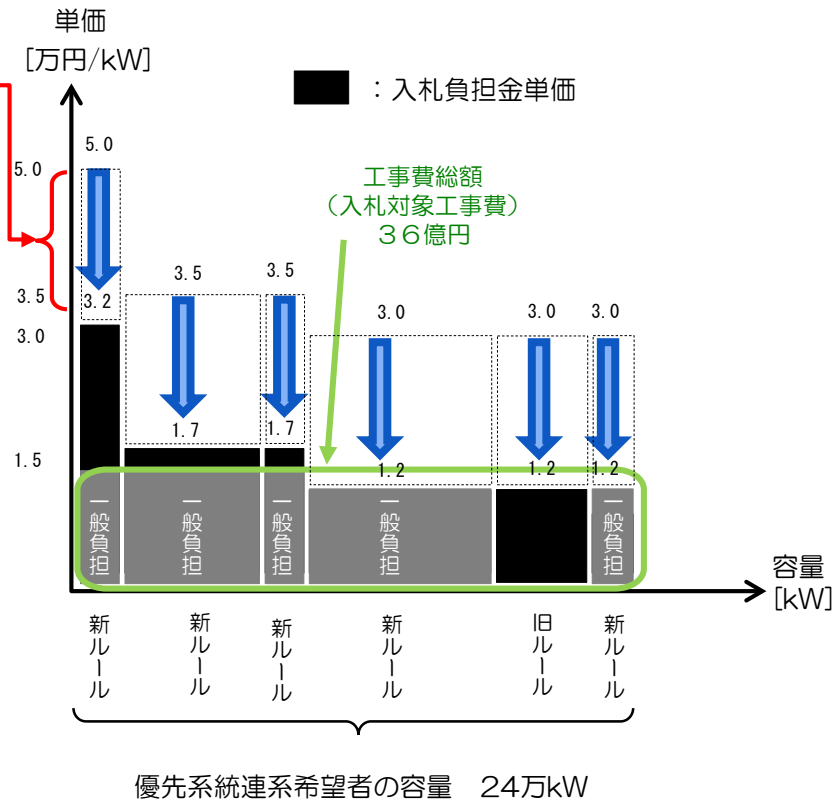 単価
[万円/kW]
：入札負担金単価
5.0
5.0
工事費総額
（入札対象工事費）
３６億円
3.5
3.5
3.5
3.2
3.0
3.0
3.0
3.0
1.7
1.7
1.5
1.2
1.2
1.2
一般負担
一般負担
一般負担
一般負担
一般負担
容量
[kW]
新ルール
新ルール
新ルール
新ルール
旧ルール
新ルール
優先系統連系希望者の容量　24万kW